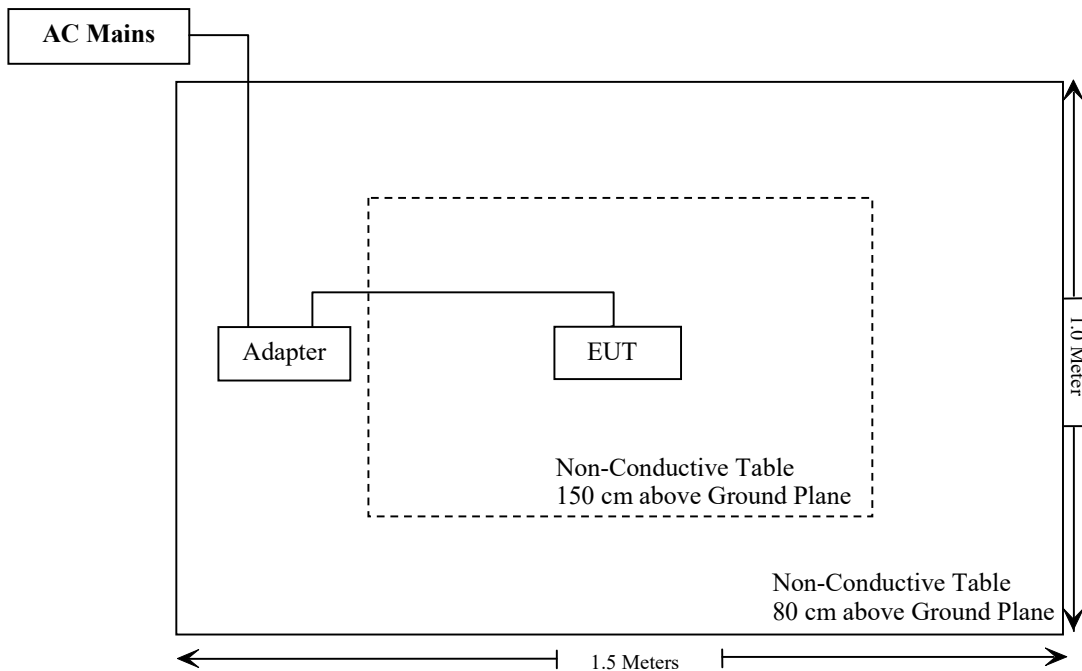 AC Mains
Adapter
EUT
1.0 Meter
Non-Conductive Table
150 cm above Ground Plane
Non-Conductive Table
80 cm above Ground Plane
1.5 Meters